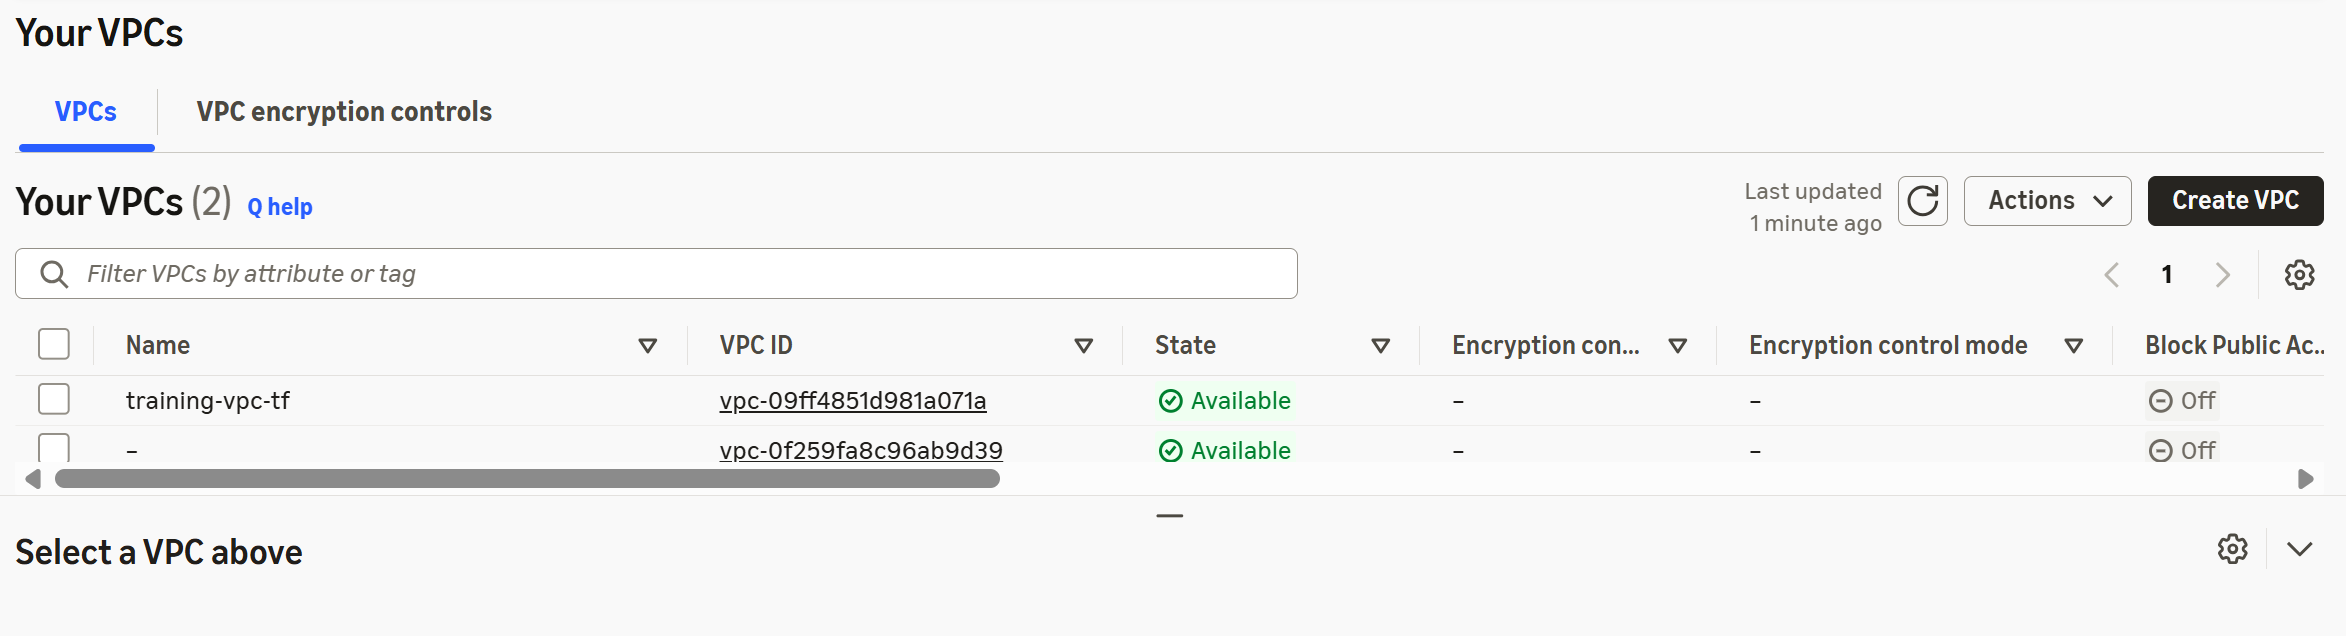 Your VPCs
VPCs VPC encryption controls
Your VPCs (2) Q help
Last updated
1 minute ago
Actions
Create VPC
Filter VPCs by attribute or tag
1
Name VPC ID State Encryption con... Encryption control mode Block Public Ac..
training-vpc-tf vpc-09ff4851d981a071a Available – – Off
– vpc-0f259fa8c96ab9d39 Available – – Off
Select a VPC above